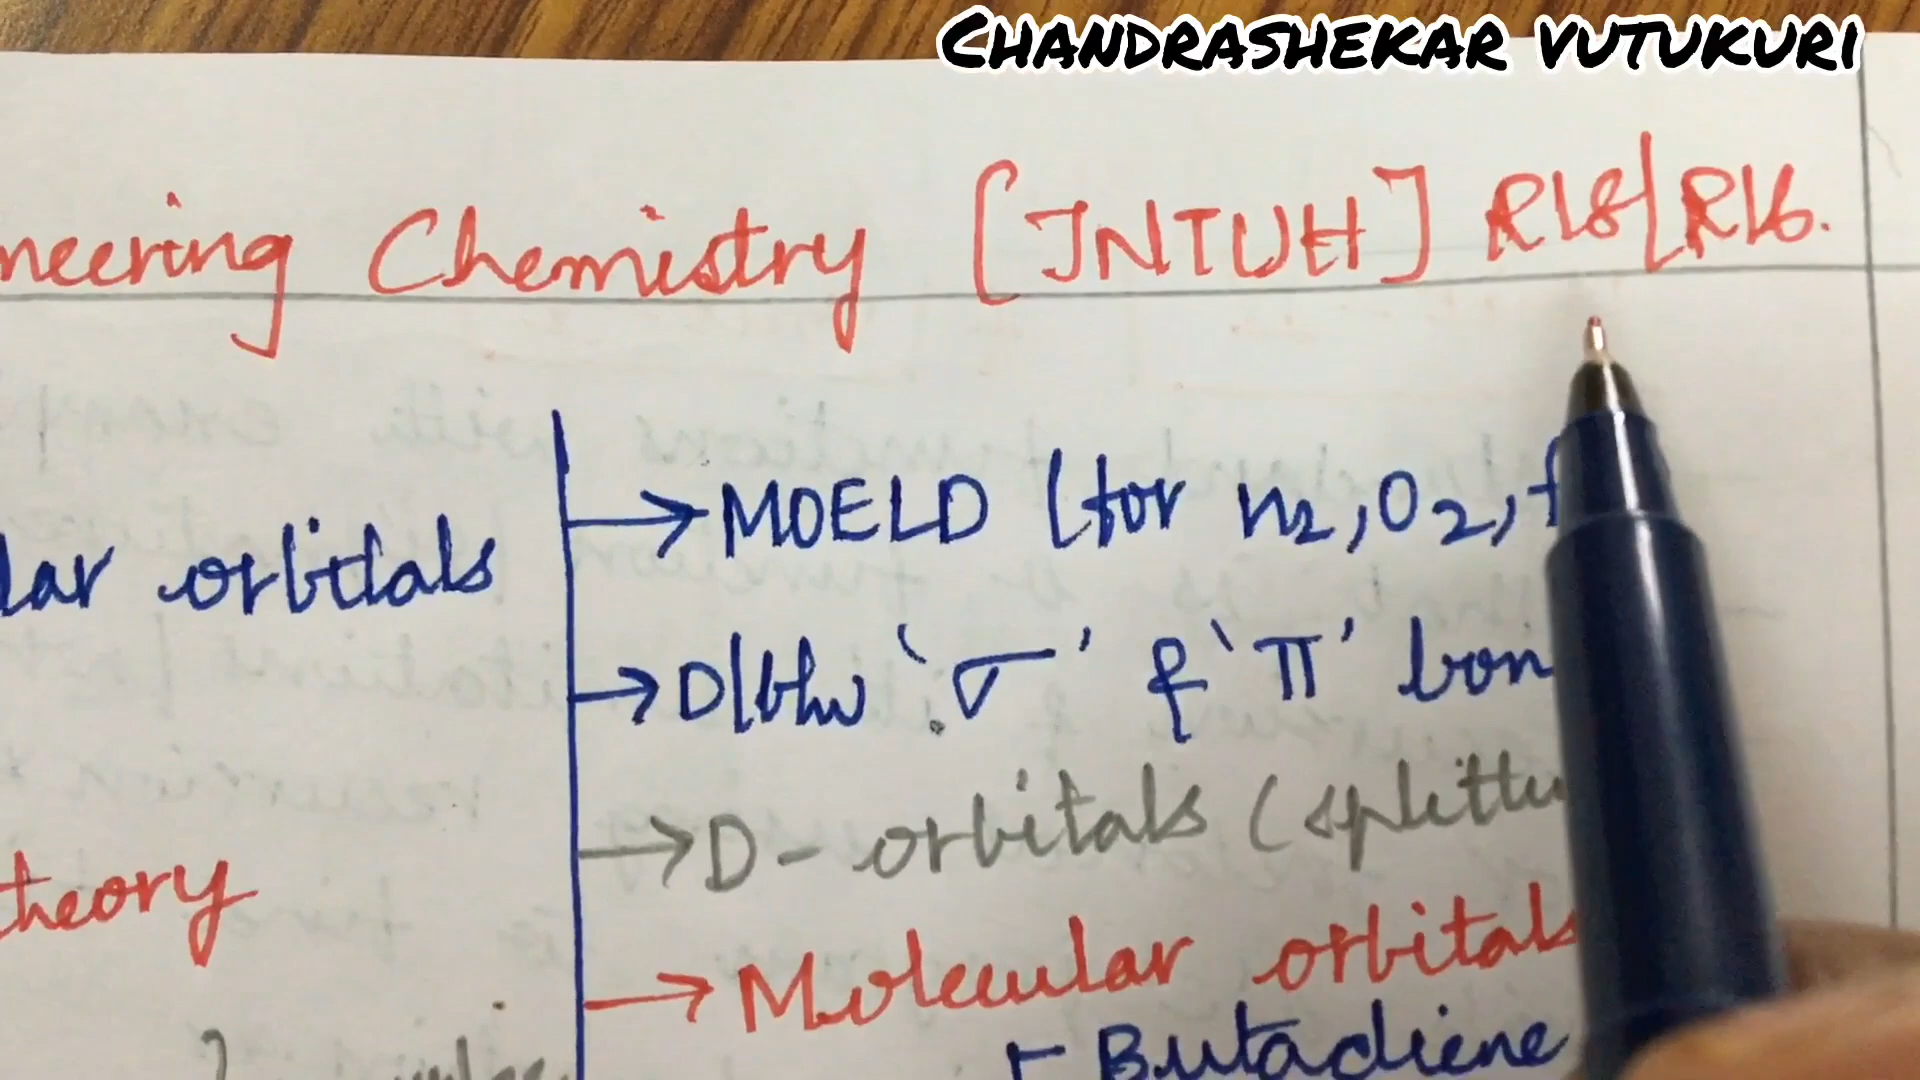 CHANDRASHEKAR VUTUKURI
neering Chemistry [JNTUH] R18|R16.
→MOELD (for N2, O2, f
lar orbitals
→D/btw 'σ' & 'π' bon
→D- orbitals (splittin
theory
→Molecular orbitals
Butadiene